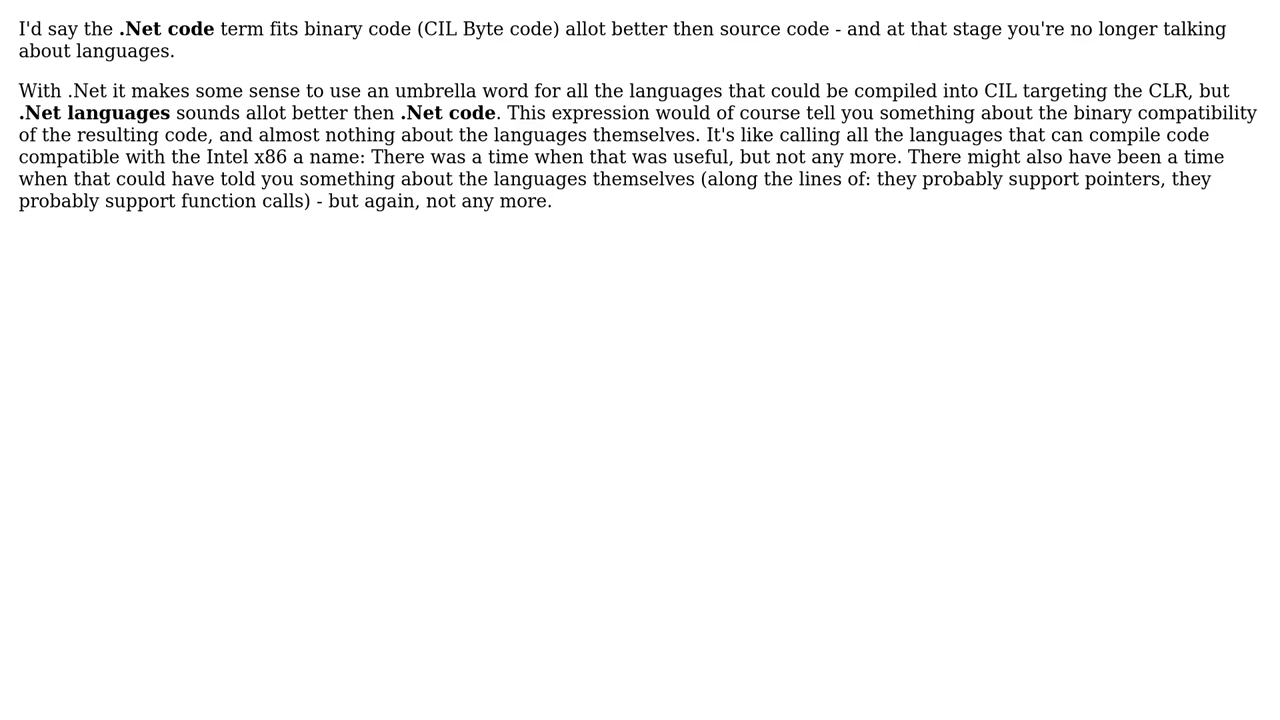 I'd say the .Net code term fits binary code (CIL Byte code) allot better then source code - and at that stage you're no longer talking
about languages.
With .Net it makes some sense to use an umbrella word for all the languages that could be compiled into CIL targeting the CLR, but
.Net languages sounds allot better then .Net code. This expression would of course tell you something about the binary compatibility
of the resulting code, and almost nothing about the languages themselves. It's like calling all the languages that can compile code
compatible with the Intel x86 a name: There was a time when that was useful, but not any more. There might also have been a time
when that could have told you something about the languages themselves (along the lines of: they probably support pointers, they
probably support function calls) - but again, not any more.